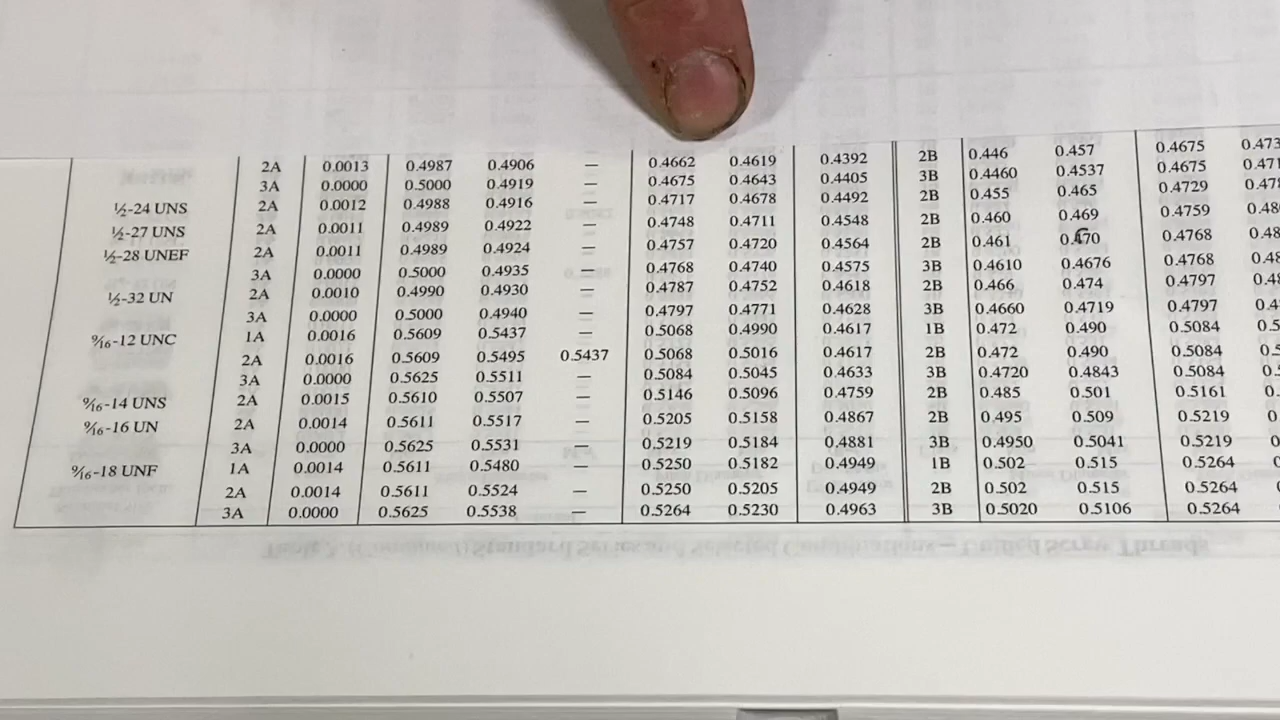 2A 0.0013 0.4987 0.4906 — 0.4662 0.4619 0.4392 2B 0.446 0.457 0.4675
3A 0.0000 0.5000 0.4919 — 0.4675 0.4643 0.4405 3B 0.4460 0.4537 0.4675
½-24 UNS 2A 0.0012 0.4988 0.4916 — 0.4717 0.4678 0.4492 2B 0.455 0.465 0.4729
½-27 UNS 2A 0.0011 0.4989 0.4922 — 0.4748 0.4711 0.4548 2B 0.460 0.469 0.4759
½-28 UNEF 2A 0.0011 0.4989 0.4924 — 0.4757 0.4720 0.4564 2B 0.461 0.470 0.4768
3A 0.0000 0.5000 0.4935 — 0.4768 0.4740 0.4575 3B 0.4610 0.4676 0.4768
½-32 UN 2A 0.0010 0.4990 0.4930 — 0.4787 0.4752 0.4618 2B 0.466 0.474 0.4797
3A 0.0000 0.5000 0.4940 — 0.4797 0.4771 0.4628 3B 0.4660 0.4719 0.4797
⁹⁄₁₆-12 UNC 1A 0.0016 0.5609 0.5437 — 0.5068 0.4990 0.4617 1B 0.472 0.490 0.5084
2A 0.0016 0.5609 0.5495 0.5437 0.5068 0.5016 0.4617 2B 0.472 0.490 0.5084
3A 0.0000 0.5625 0.5511 — 0.5084 0.5045 0.4633 3B 0.4720 0.4843 0.5084
⁹⁄₁₆-14 UNS 2A 0.0015 0.5610 0.5507 — 0.5146 0.5096 0.4759 2B 0.485 0.501 0.5161
⁹⁄₁₆-16 UN 2A 0.0014 0.5611 0.5517 — 0.5205 0.5158 0.4867 2B 0.495 0.509 0.5219
3A 0.0000 0.5625 0.5531 — 0.5219 0.5184 0.4881 3B 0.4950 0.5041 0.5219
⁹⁄₁₆-18 UNF 1A 0.0014 0.5611 0.5480 — 0.5250 0.5182 0.4949 1B 0.502 0.515 0.5264
2A 0.0014 0.5611 0.5524 — 0.5250 0.5205 0.4949 2B 0.502 0.515 0.5264
3A 0.0000 0.5625 0.5538 — 0.5264 0.5230 0.4963 3B 0.5020 0.5106 0.5264